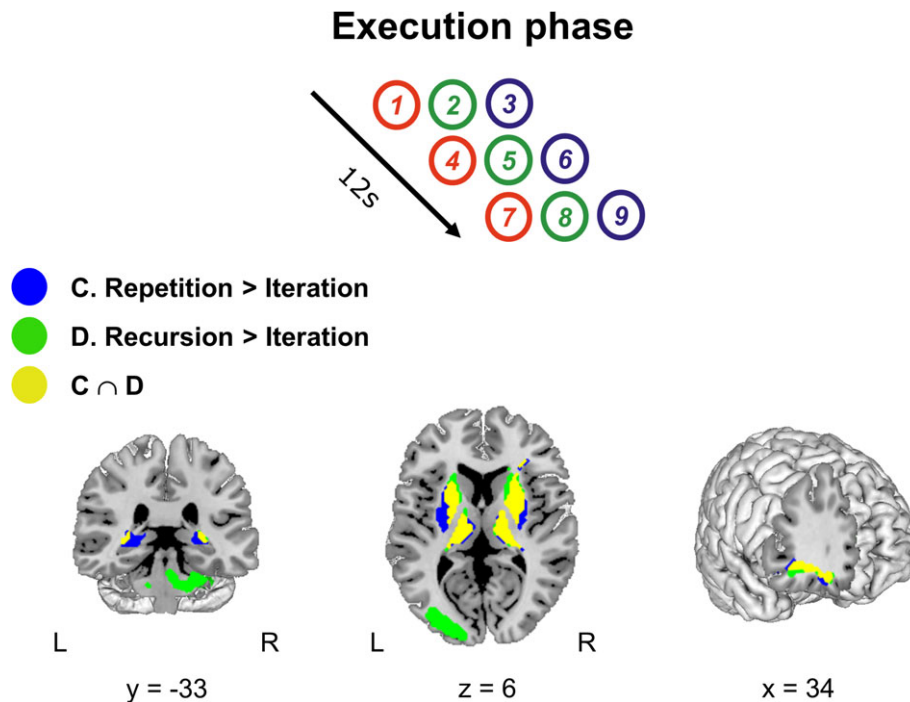 Execution phase
1 2 3
4 5 6
7 8 9
12s
C. Repetition > Iteration
D. Recursion > Iteration
C ∩ D
L R L R
y = -33 z = 6 x = 34